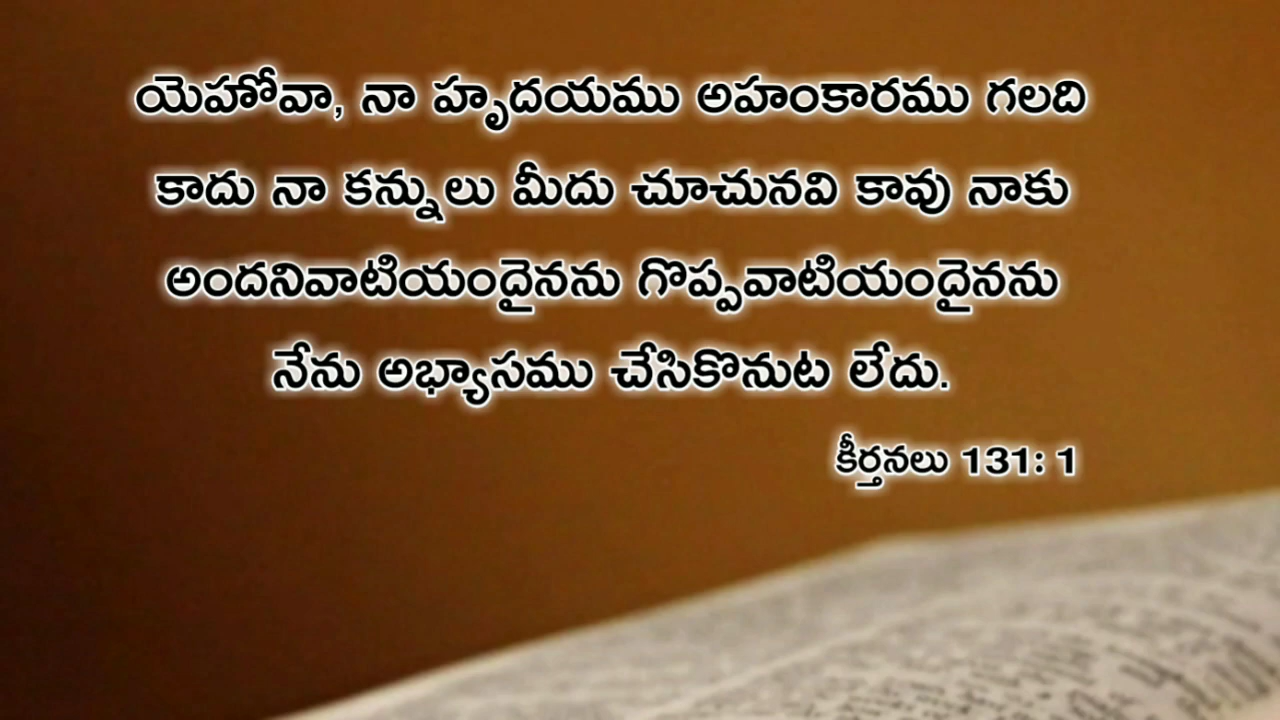 యెహోవా, నా హృదయము అహంకారము గలది
కాదు నా కన్నులు మీదు చూచునవి కావు నాకు
అందనివాటియందైనను గొప్పవాటియందైనను
నేను అభ్యాసము చేసికొనుట లేదు.
కీర్తనలు 131: 1